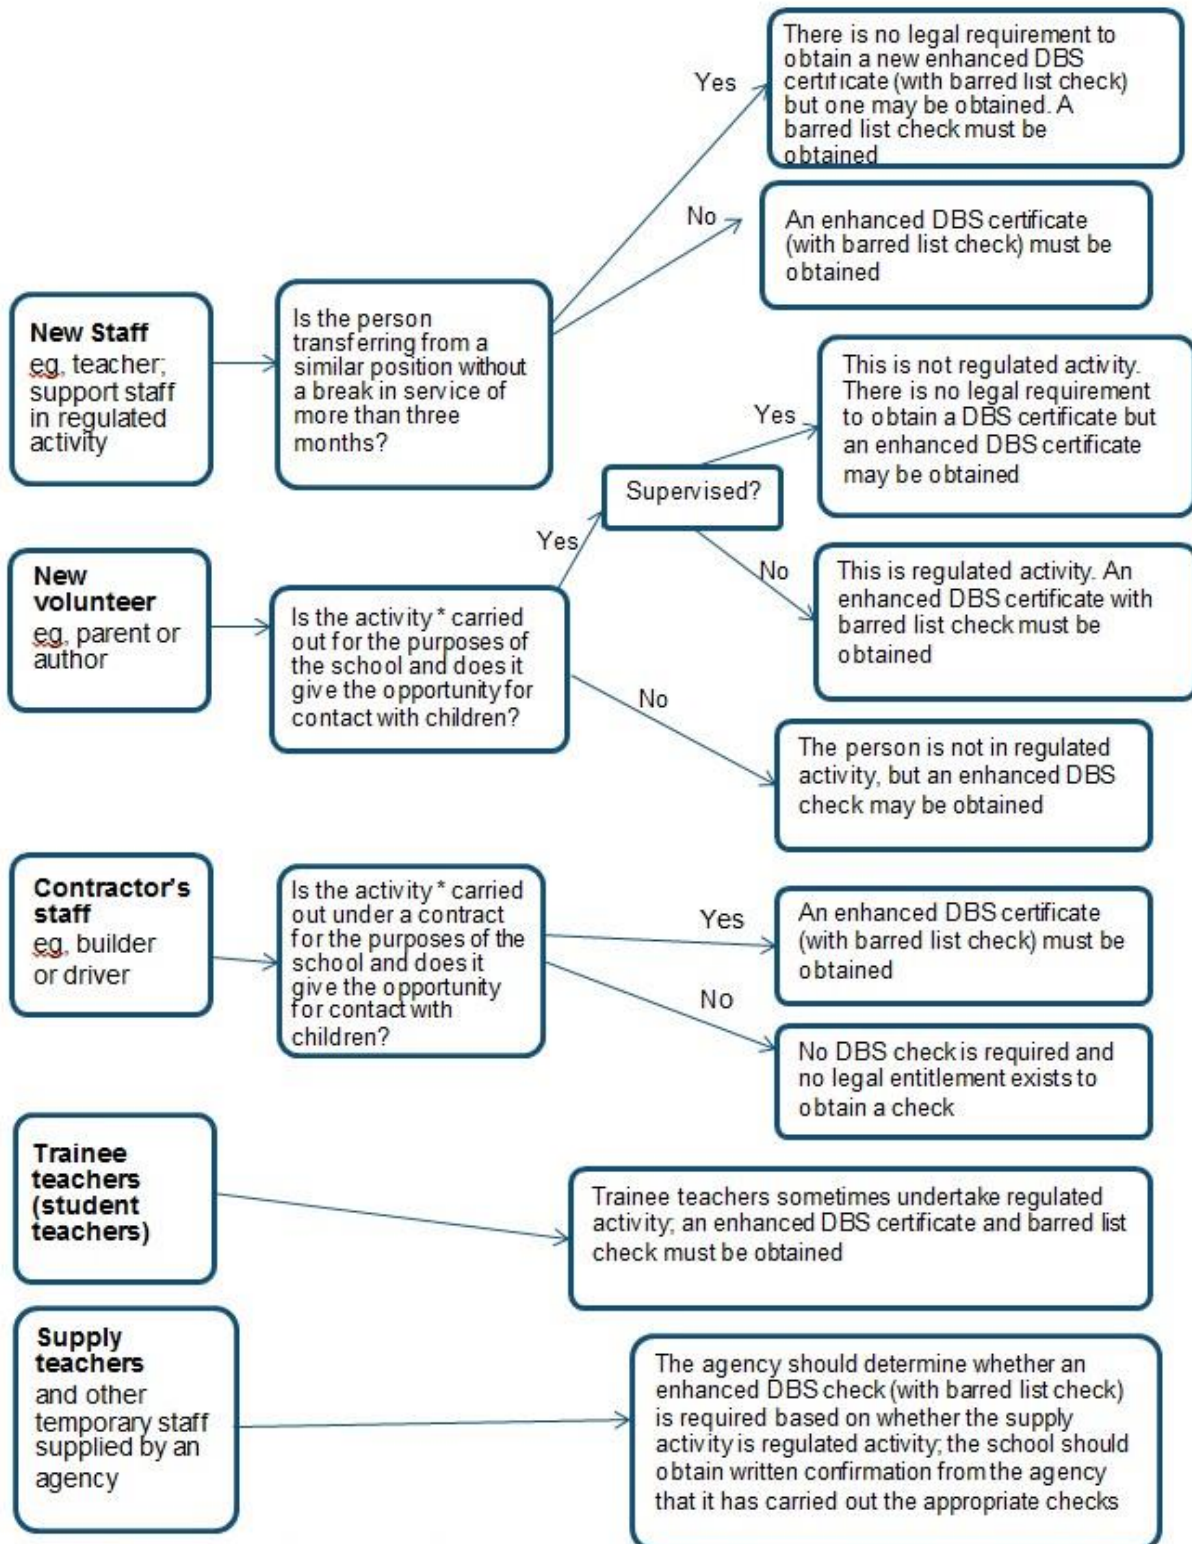 There is no legal requirement to
obtain a new enhanced DBS
certificate (with barred list check)
but one may be obtained. A
barred list check must be
obtained
Yes
No
An enhanced DBS certificate
(with barred list check) must be
obtained
New Staff
eg, teacher;
support staff
in regulated
activity
Is the person
transferring from a
similar position without
a break in service of
more than three
months?
This is not regulated activity.
There is no legal requirement
to obtain a DBS certificate but
an enhanced DBS certificate
may be obtained
Yes
Supervised?
Yes
No
This is regulated activity. An
enhanced DBS certificate with
barred list check must be
obtained
New
volunteer
eg, parent or
author
Is the activity * carried
out for the purposes of
the school and does it
give the opportunity for
contact with children?
No
The person is not in regulated
activity, but an enhanced DBS
check may be obtained
Contractor's
staff
eg, builder
or driver
Is the activity * carried
out under a contract
for the purposes of the
school and does it
give the opportunity
for contact with
children?
Yes
An enhanced DBS certificate
(with barred list check) must be
obtained
No
No DBS check is required and
no legal entitlement exists to
obtain a check
Trainee
teachers
(student
teachers)
Trainee teachers sometimes undertake regulated
activity; an enhanced DBS certificate and barred list
check must be obtained
Supply
teachers
and other
temporary staff
supplied by an
agency
The agency should determine whether an
enhanced DBS check (with barred list check)
is required based on whether the supply
activity is regulated activity; the school should
obtain written confirmation from the agency
that it has carried out the appropriate checks